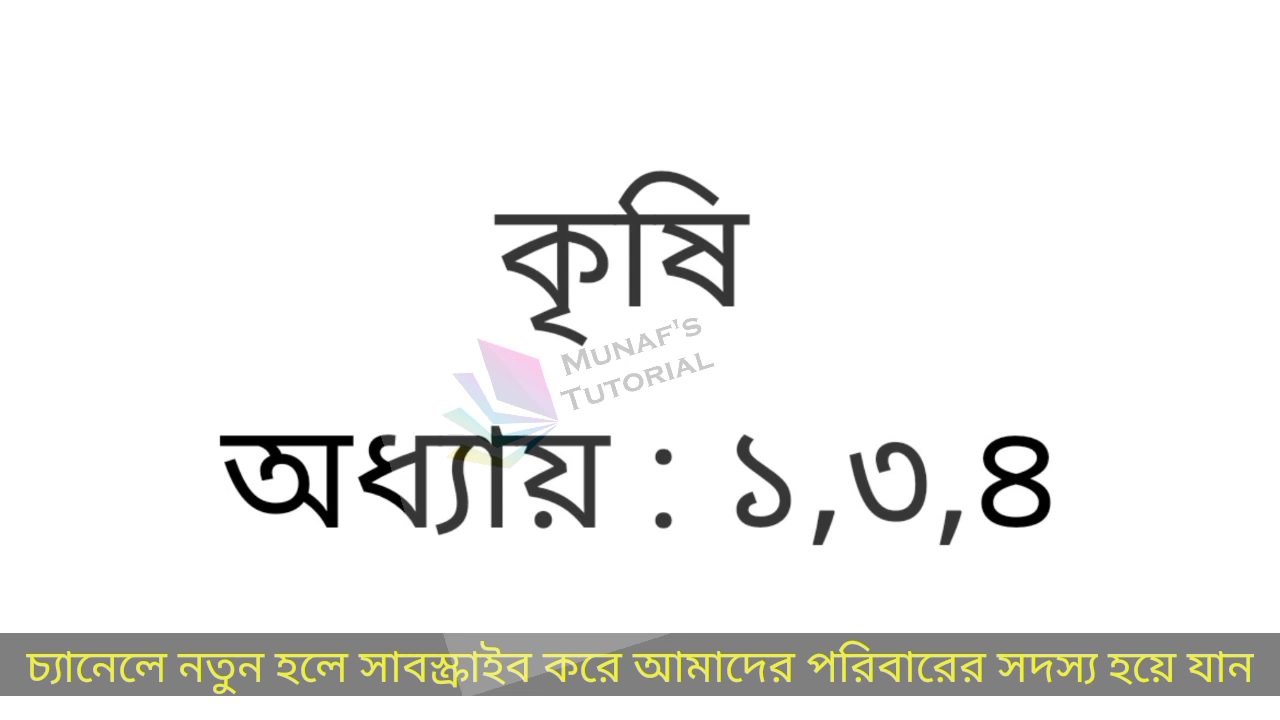 কৃষি
MUNAF'S
TUTORIAL
অধ্যায় : ১,৩,৪
চ্যানেলে নতুন হলে সাবস্ক্রাইব করে আমাদের পরিবারের সদস্য হয়ে যান